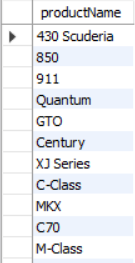 productName
430 Scuderia
850
911
Quantum
GTO
Century
XJ Series
C-Class
MKX
C70
M-Class